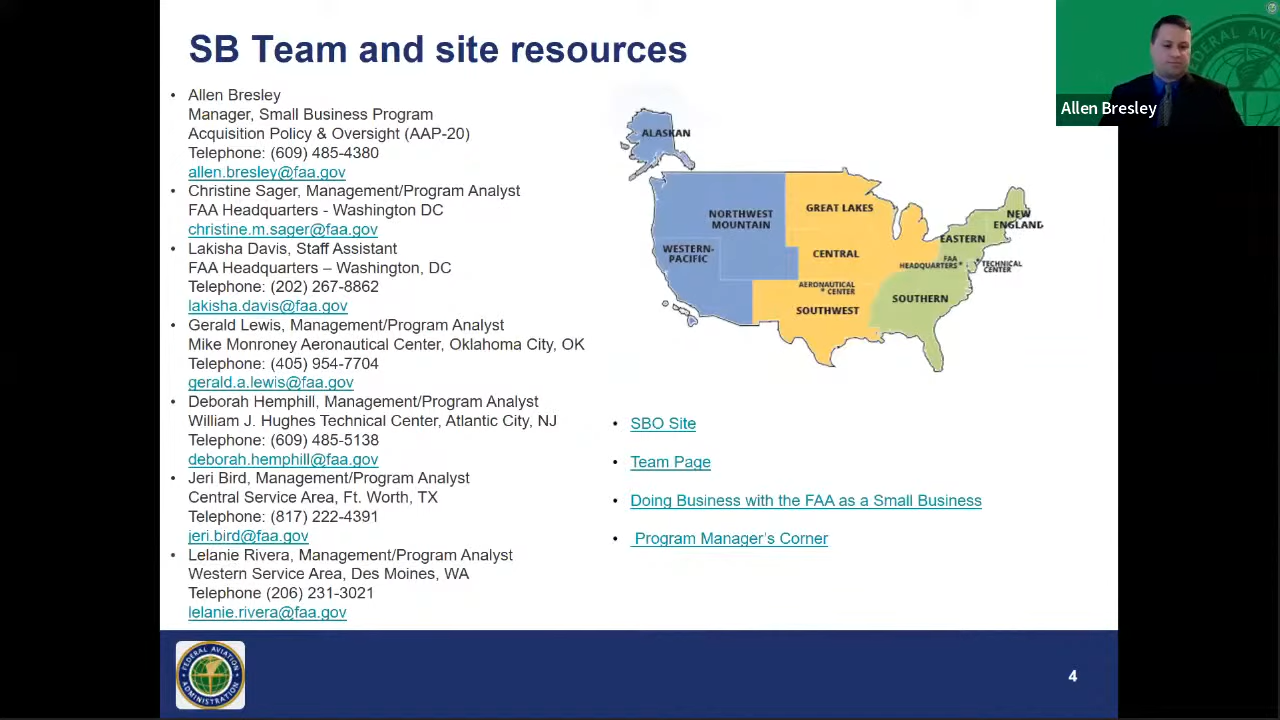 SB Team and site resources
• Allen Bresley
Manager, Small Business Program
Acquisition Policy & Oversight (AAP-20)
Telephone: (609) 485-4380
allen.bresley@faa.gov
• Christine Sager, Management/Program Analyst
FAA Headquarters - Washington DC
christine.m.sager@faa.gov
• Lakisha Davis, Staff Assistant
FAA Headquarters – Washington, DC
Telephone: (202) 267-8862
lakisha.davis@faa.gov
• Gerald Lewis, Management/Program Analyst
Mike Monroney Aeronautical Center, Oklahoma City, OK
Telephone: (405) 954-7704
gerald.a.lewis@faa.gov
• Deborah Hemphill, Management/Program Analyst
William J. Hughes Technical Center, Atlantic City, NJ
Telephone: (609) 485-5138
deborah.hemphill@faa.gov
• Jeri Bird, Management/Program Analyst
Central Service Area, Ft. Worth, TX
Telephone: (817) 222-4391
jeri.bird@faa.gov
• Lelanie Rivera, Management/Program Analyst
Western Service Area, Des Moines, WA
Telephone (206) 231-3021
lelanie.rivera@faa.gov
ALASKAN
NORTHWEST
MOUNTAIN
WESTERN-
PACIFIC
GREAT LAKES
CENTRAL
AERONAUTICAL
* CENTER
SOUTHWEST
NEW
ENGLAND
EASTERN
FAA
HEADQUARTERS *
* TECHNICAL
CENTER
SOUTHERN
• SBO Site
• Team Page
• Doing Business with the FAA as a Small Business
• Program Manager's Corner
FEDERAL AVIATION
ADMINISTRATION
4
FEDERAL AVIA
Allen Bresley